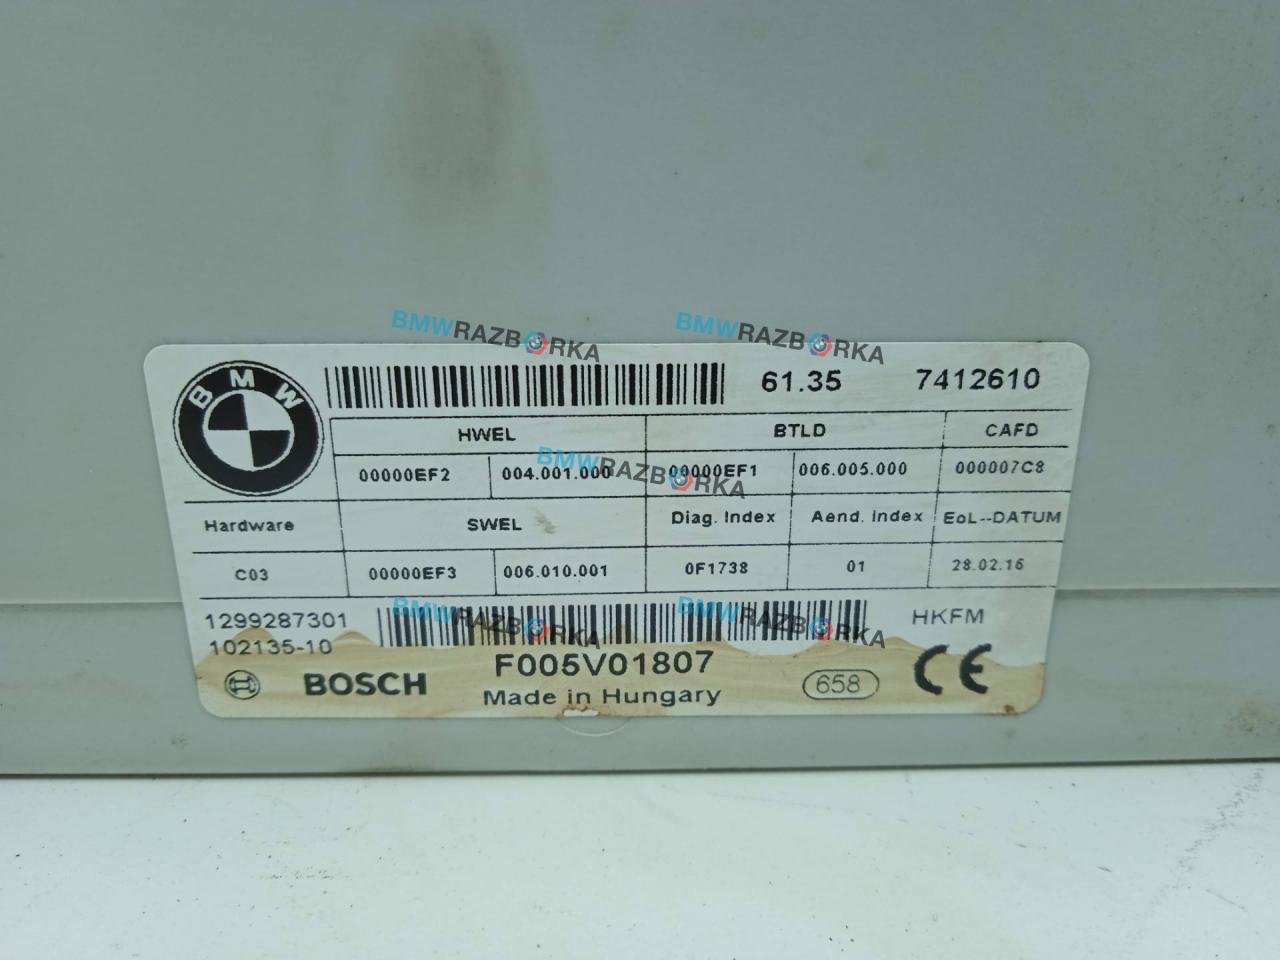 BMWRAZBORKA BMWRAZBORKA
BMW 61.35 7412610
HWEL BTLD CAFD
00000EF2 004.001.000 00000EF1 006.005.000 000007C8
BMWRAZBORKA
Hardware SWEL Diag. Index Aend. Index EoL--DATUM
C03 00000EF3 006.010.001 0F1738 01 28.02.16
1299287301 HKFM
BMWRAZBORKA BMWRAZBORKA
102135-10
F005V01807
BOSCH Made in Hungary 658 CE